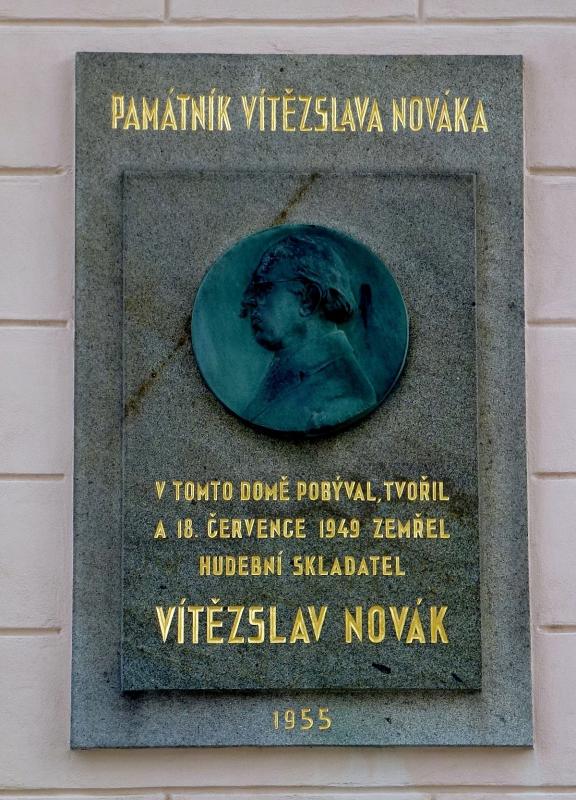 PAMÁTNÍK VÍTĚZSLAVA NOVÁKA
V TOMTO DOMĚ POBÝVAL, TVOŘIL
A 18. ČERVENCE 1949 ZEMŘEL
HUDEBNÍ SKLADATEL
VÍTĚZSLAV NOVÁK
1955